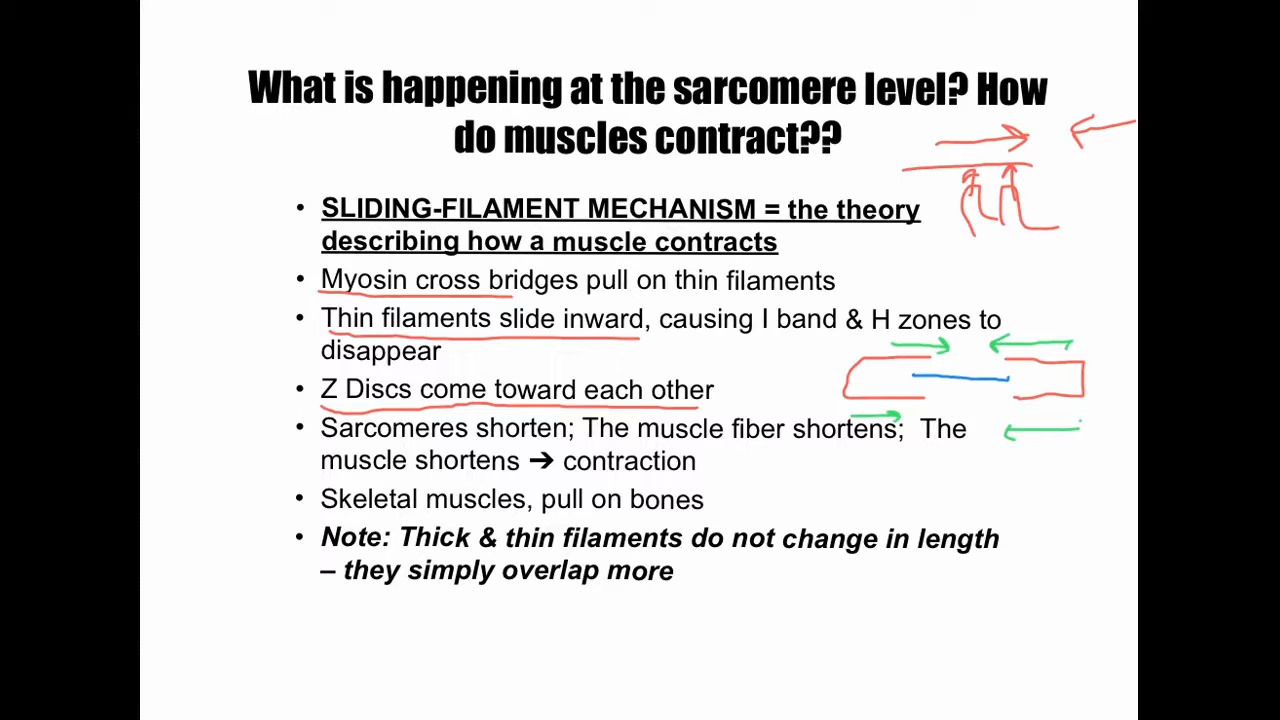 What is happening at the sarcomere level? How
do muscles contract??
• SLIDING-FILAMENT MECHANISM = the theory
describing how a muscle contracts
• Myosin cross bridges pull on thin filaments
• Thin filaments slide inward, causing I band & H zones to
disappear
• Z Discs come toward each other
• Sarcomeres shorten; The muscle fiber shortens; The
muscle shortens ➔ contraction
• Skeletal muscles, pull on bones
• Note: Thick & thin filaments do not change in length
– they simply overlap more